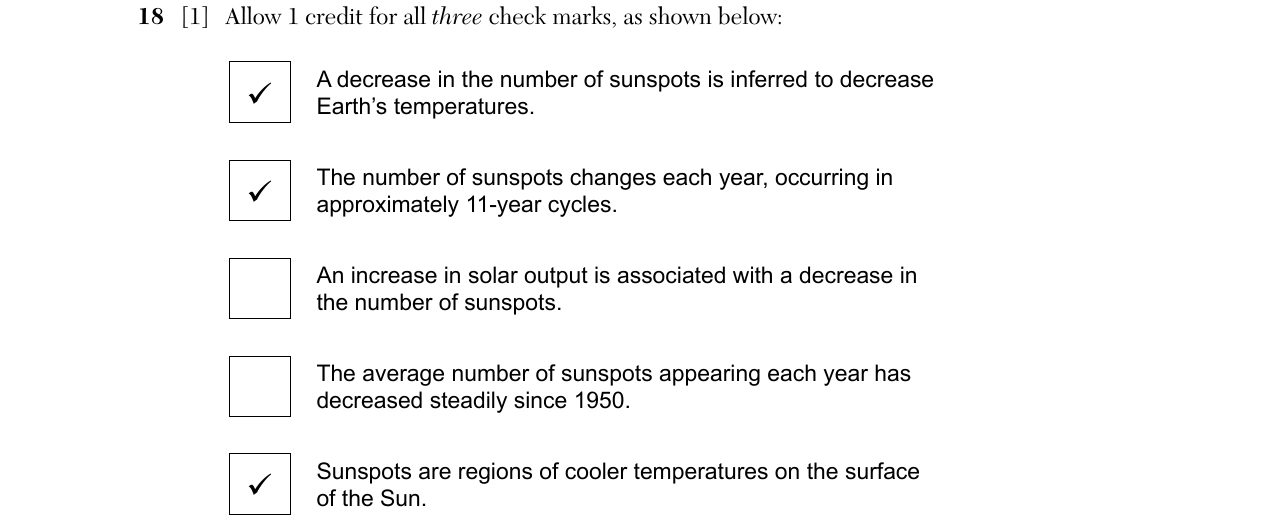 18 [1] Allow 1 credit for all three check marks, as shown below:
✓ A decrease in the number of sunspots is inferred to decrease
Earth's temperatures.
✓ The number of sunspots changes each year, occurring in
approximately 11-year cycles.
An increase in solar output is associated with a decrease in
the number of sunspots.
The average number of sunspots appearing each year has
decreased steadily since 1950.
✓ Sunspots are regions of cooler temperatures on the surface
of the Sun.